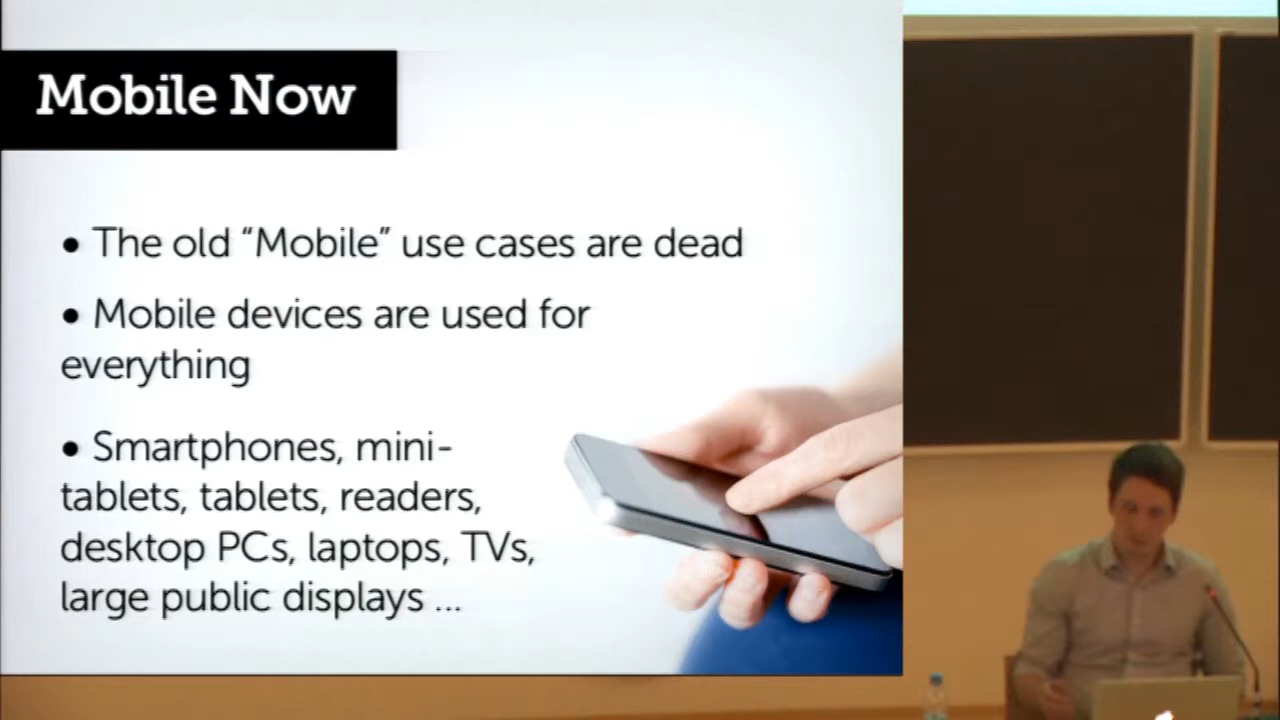 Mobile Now
• The old “Mobile” use cases are dead
• Mobile devices are used for
everything
• Smartphones, mini-
tablets, tablets, readers,
desktop PCs, laptops, TVs,
large public displays ...